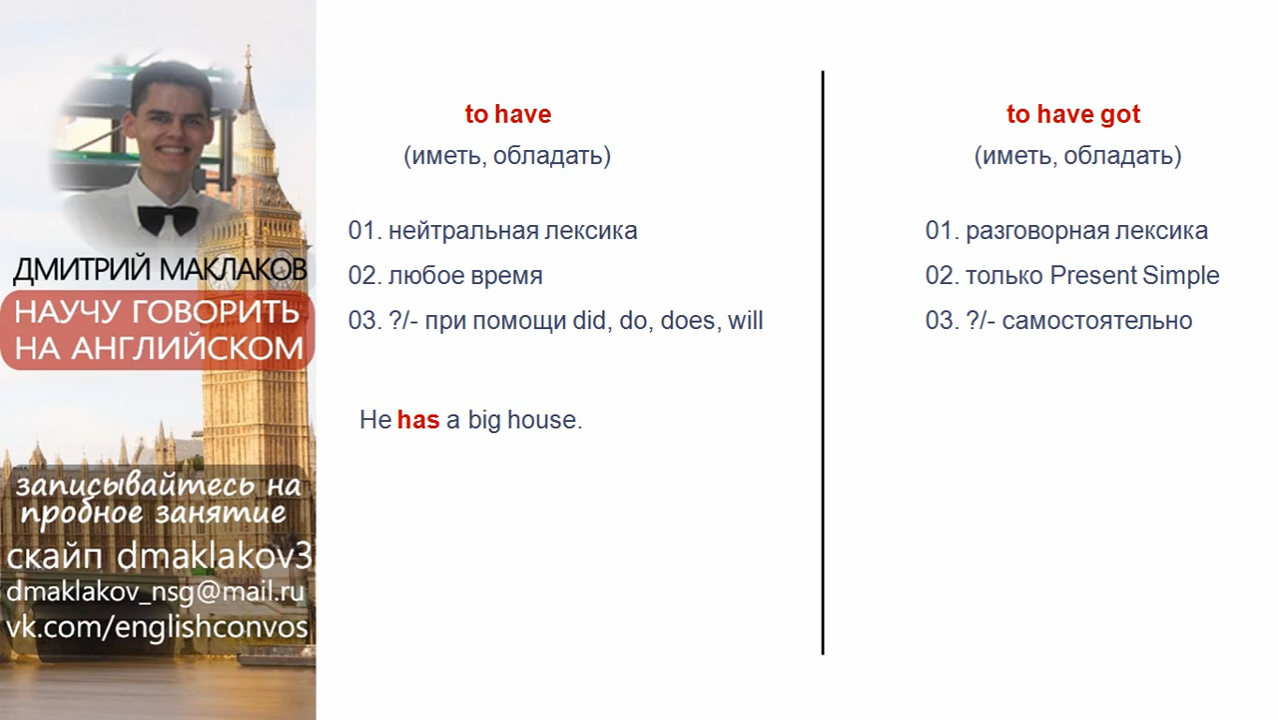 ДМИТРИЙ МАКЛАКОВ
НАУЧУ ГОВОРИТЬ
НА АНГЛИЙСКОМ
записывайтесь на
пробное занятие
скайп dmaklakov3
dmaklakov_nsg@mail.ru
vk.com/englishconvos
to have
(иметь, обладать)
01. нейтральная лексика
02. любое время
03. ?/- при помощи did, do, does, will
He has a big house.
to have got
(иметь, обладать)
01. разговорная лексика
02. только Present Simple
03. ?/- самостоятельно